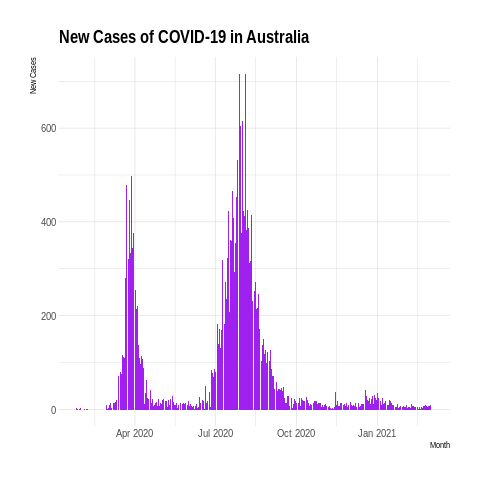 New Cases of COVID-19 in Australia
New Cases
600
400
200
0
Apr 2020 Jul 2020 Oct 2020 Jan 2021
Month